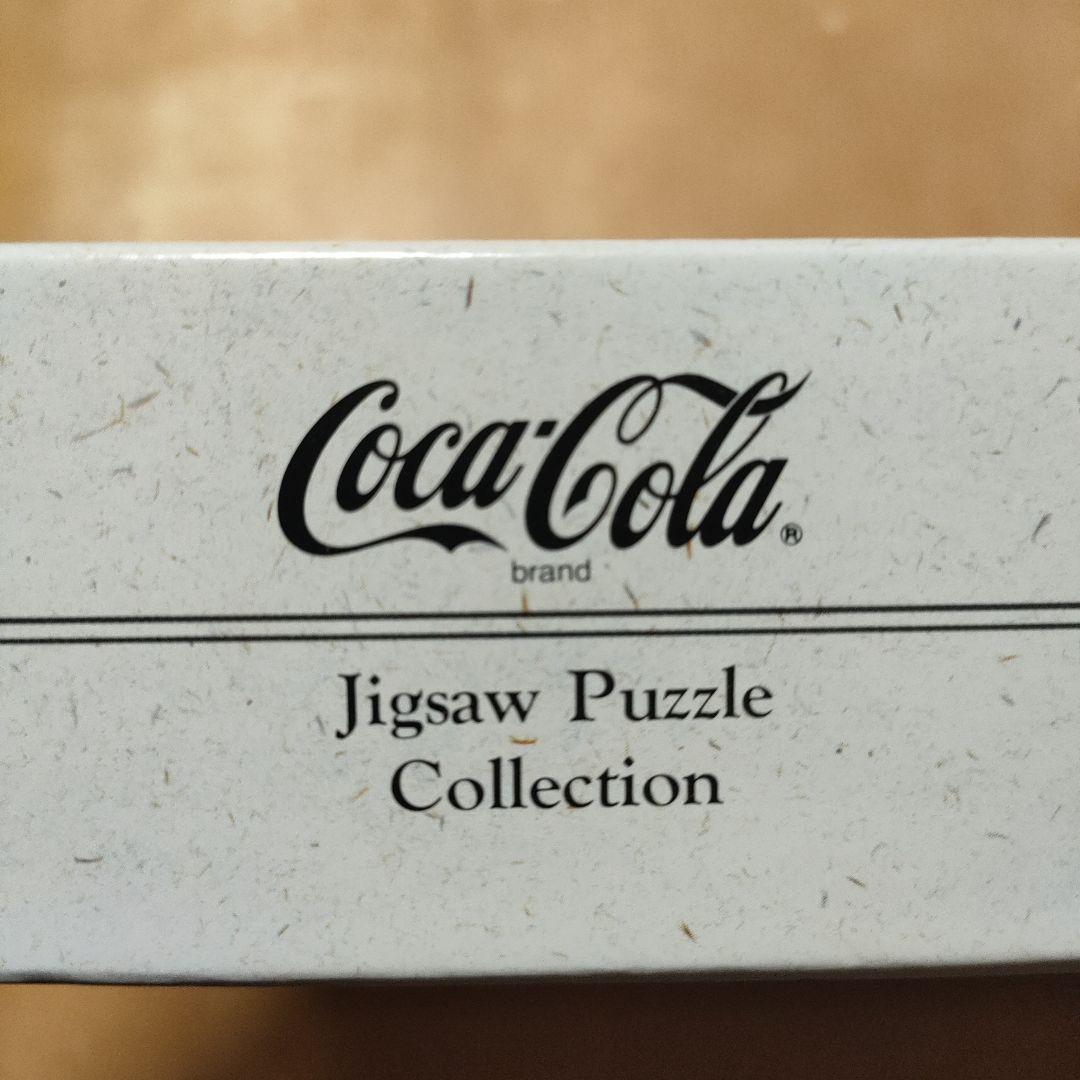 Coca-Cola®
brand
Jigsaw Puzzle
Collection